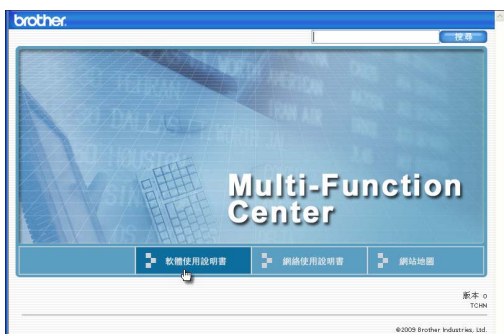 brother
搜尋
Multi-Function
Center
軟體使用說明書
網絡使用說明書
網站地圖
版本 0
TCHN
©2009 Brother Industries, Ltd.